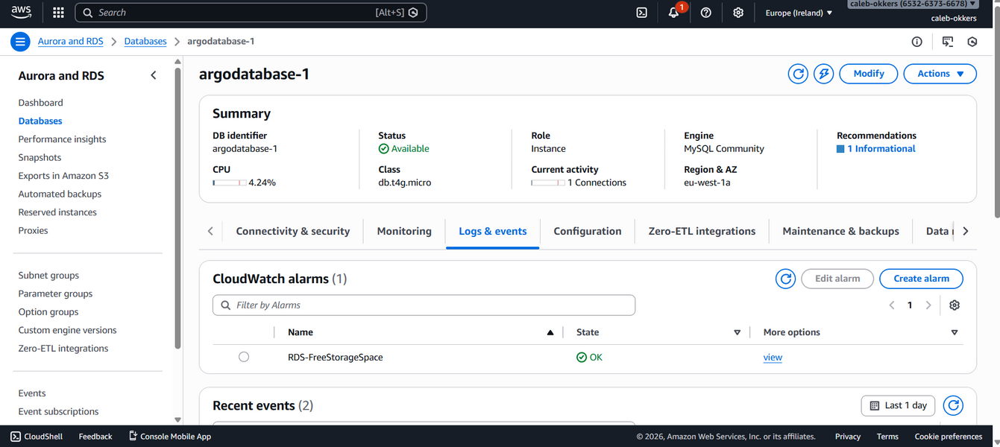 aws
Search [Alt+S]
1
Europe (Ireland) ▼
caleb-okkers (6532-6373-6678) ▼
caleb-okkers
Aurora and RDS > Databases > argodatabase-1
Aurora and RDS
Dashboard
Databases
Performance insights
Snapshots
Exports in Amazon S3
Automated backups
Reserved instances
Proxies
Subnet groups
Parameter groups
Option groups
Custom engine versions
Zero-ETL integrations
Events
Event subscriptions
argodatabase-1
Modify
Actions ▼
Summary
DB identifier
argodatabase-1
CPU
4.24%
Status
Available
Class
db.t4g.micro
Role
Instance
Current activity
1 Connections
Engine
MySQL Community
Region & AZ
eu-west-1a
Recommendations
1 Informational
Connectivity & security
Monitoring
Logs & events
Configuration
Zero-ETL integrations
Maintenance & backups
Data
CloudWatch alarms (1)
Edit alarm
Create alarm
Filter by Alarms
1
Name State More options
RDS-FreeStorageSpace OK view
Recent events (2)
Last 1 day
CloudShell Feedback Console Mobile App
© 2026, Amazon Web Services, Inc. or its affiliates. Privacy Terms Cookie preferences